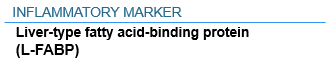 INFLAMMATORY MARKER
Liver-type fatty acid-binding protein
(L-FABP)